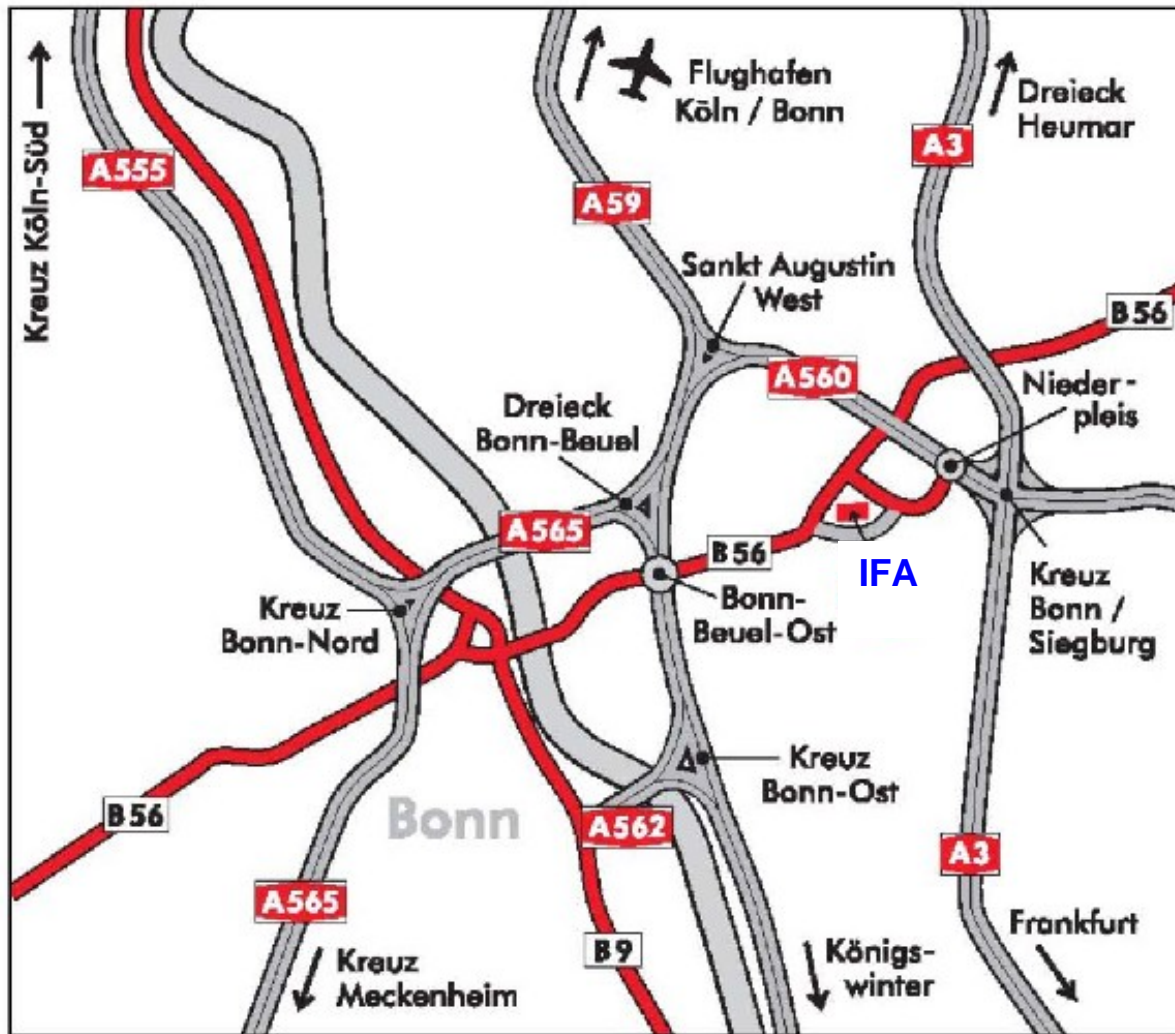 Kreuz Köln-Süd
A555
Flughafen
Köln / Bonn
A59
Dreieck
Heumar
A3
Sankt Augustin
West
B56
A560
Nieder-
pleis
Dreieck
Bonn-Beuel
A565
B56
IFA
Kreuz
Bonn-Nord
Bonn-
Beuel-Ost
Kreuz
Bonn /
Siegburg
Kreuz
Bonn-Ost
B56
Bonn
A562
A3
A565
B9
Frankfurt
Kreuz
Meckenheim
Königs-
winter